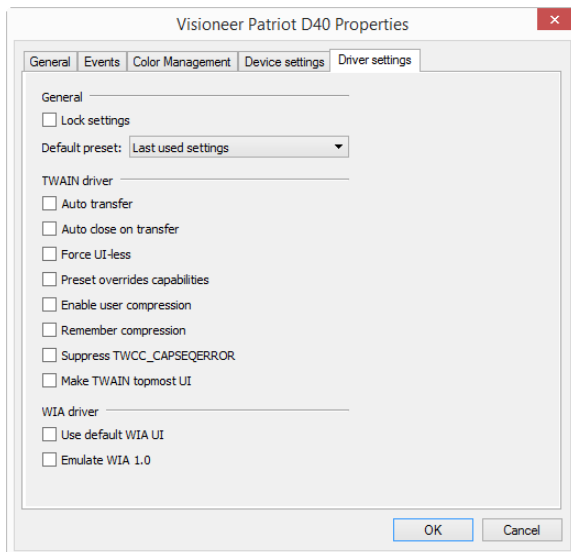 Visioneer Patriot D40 Properties
General Events Color Management Device settings Driver settings
General
Lock settings
Default preset: Last used settings
TWAIN driver
Auto transfer
Auto close on transfer
Force UI-less
Preset overrides capabilities
Enable user compression
Remember compression
Suppress TWCC_CAPSEQERROR
Make TWAIN topmost UI
WIA driver
Use default WIA UI
Emulate WIA 1.0
OK Cancel